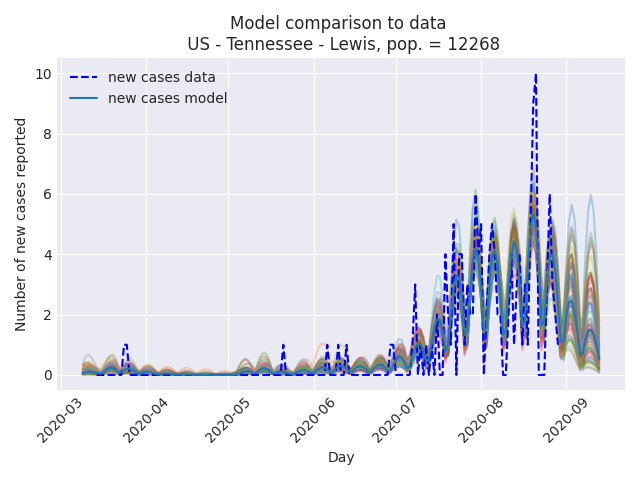 Model comparison to data
US - Tennessee - Lewis, pop. = 12268
new cases data
new cases model
Number of new cases reported
10
8
6
4
2
0
2020-03
2020-04
2020-05
2020-06
2020-07
2020-08
2020-09
Day